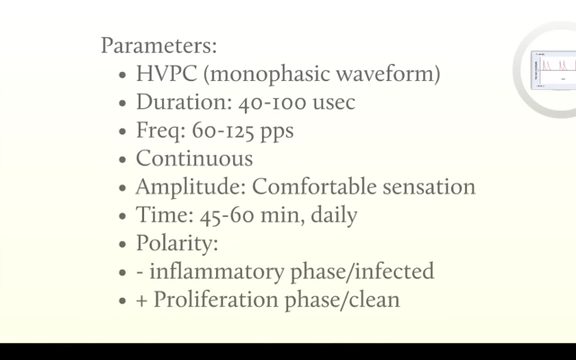 Parameters:
• HVPC (monophasic waveform)
• Duration: 40-100 usec
• Freq: 60-125 pps
• Continuous
• Amplitude: Comfortable sensation
• Time: 45-60 min, daily
• Polarity:
• - inflammatory phase/infected
• + Proliferation phase/clean